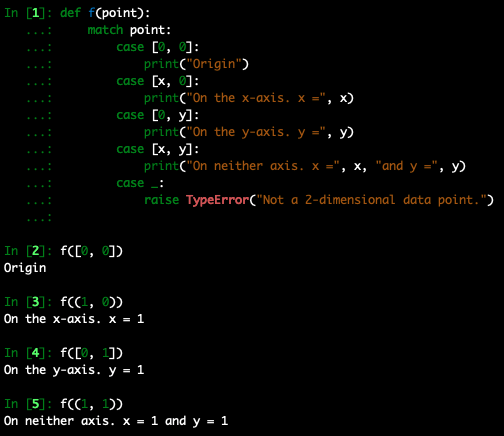 In [1]: def f(point):
   ...:     match point:
   ...:         case [0, 0]:
   ...:             print("Origin")
   ...:         case [x, 0]:
   ...:             print("On the x-axis. x =", x)
   ...:         case [0, y]:
   ...:             print("On the y-axis. y =", y)
   ...:         case [x, y]:
   ...:             print("On neither axis. x =", x, "and y =", y)
   ...:         case _:
   ...:             raise TypeError("Not a 2-dimensional data point.")
   ...:
In [2]: f([0, 0])
Origin
In [3]: f((1, 0))
On the x-axis. x = 1
In [4]: f([0, 1])
On the y-axis. y = 1
In [5]: f((1, 1))
On neither axis. x = 1 and y = 1